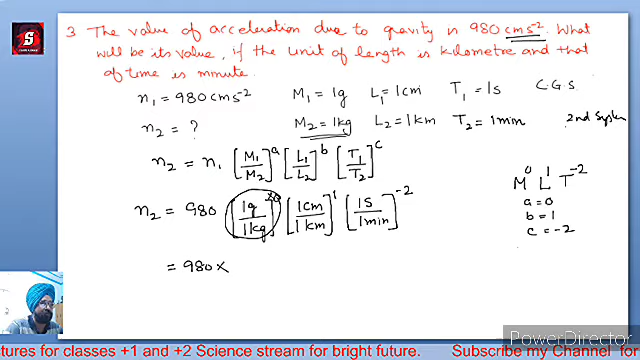 3 The value of acceleration due to gravity is 980 cm s⁻². What
will be its value, if the unit of length is kilometre and that
of time is minute.
n₁ = 980 cm s⁻² M₁ = 1g L₁ = 1cm T₁ = 1s C.G.S.
n₂ = ? M₂ = 1kg L₂ = 1km T₂ = 1min 2nd System
n₂ = n₁ [M₁/M₂]ᵃ [L₁/L₂]ᵇ [T₁/T₂]ᶜ
M⁰ L¹ T⁻²
n₂ = 980 [1g/1kg]⁰ [1cm/1km]¹ [1s/1min]⁻²
a = 0
b = 1
c = -2
= 980 ×
S
PowerDirector
tures for classes +1 and +2 Science stream for bright future. Subscribe my Channel for